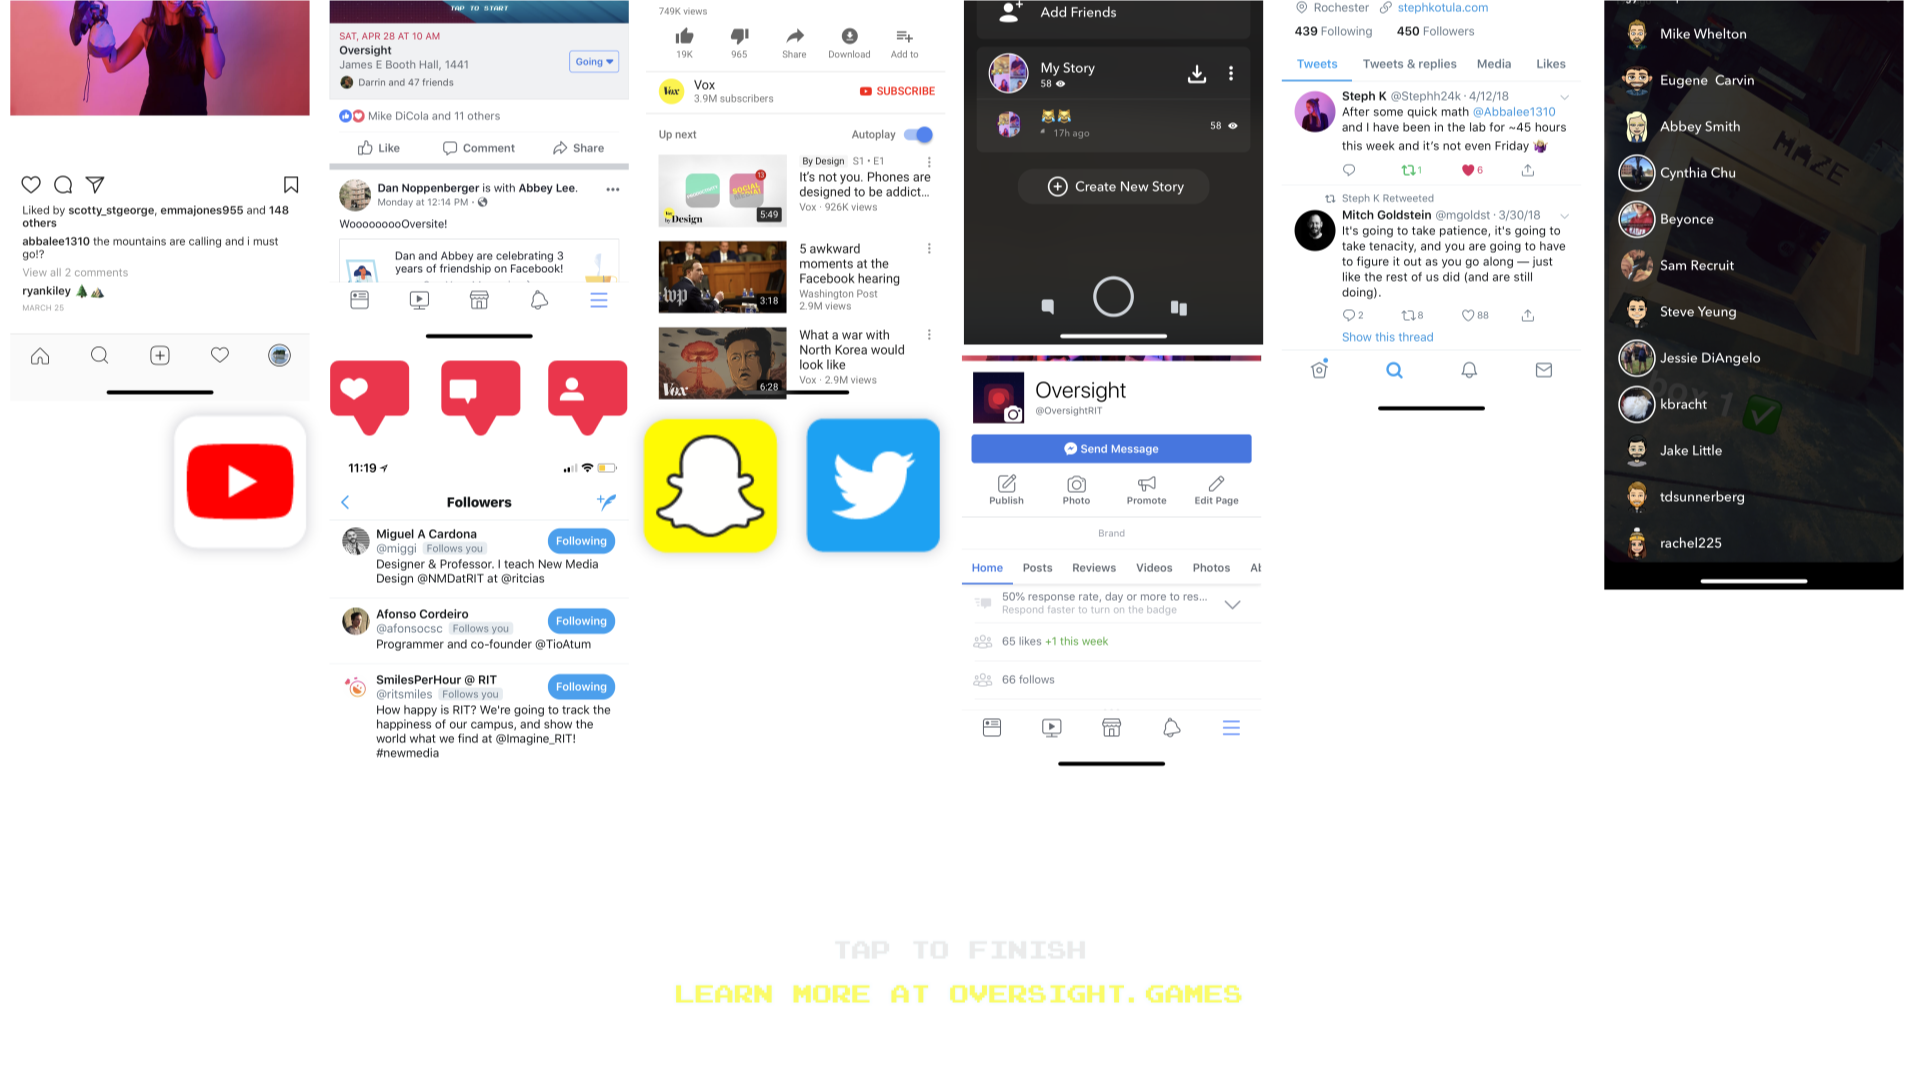 Liked by scotty_stgeorge, emmajones955 and 148
others
abbalee1310 the mountains are calling and i must
go!?
View all 2 comments
ryankiley
MARCH 25
TAP TO START
SAT, APR 28 AT 10 AM
Oversight
James E Booth Hall, 1441
Going
Darrin and 47 friends
Mike DiCola and 11 others
Like
Comment
Share
Dan Noppenberger is with Abbey Lee.
Monday at 12:14 PM
WooooooooOversite!
Dan and Abbey are celebrating 3
years of friendship on Facebook!
11:19
Followers
Miguel A Cardona
@miggi Follows you
Following
Designer & Professor. I teach New Media
Design @NMDatRIT at @ritcias
Afonso Cordeiro
@afonsocsc Follows you
Following
Programmer and co-founder @TioAtum
SmilesPerHour @ RIT
@ritsmiles Follows you
Following
How happy is RIT? We're going to track the
happiness of our campus, and show the
world what we find at @Imagine_RIT!
#newmedia
749K views
19K
965
Share
Download
Add to
Vox
Vox
3.9M subscribers
SUBSCRIBE
Up next
Autoplay
by Design
13
5:49
By Design S1 • E1
It's not you. Phones are
designed to be addict...
Vox · 926K views
wp
3:18
5 awkward
moments at the
Facebook hearing
Washington Post
2.9M views
Vox
6:28
What a war with
North Korea would
look like
Vox · 2.9M views
Add Friends
My Story
58
17h ago
58
Create New Story
Oversight
@OversightRIT
Send Message
Publish
Photo
Promote
Edit Page
Brand
Home
Posts
Reviews
Videos
Photos
50% response rate, day or more to res...
Respond faster to turn on the badge
65 likes +1 this week
66 follows
Rochester stephkotula.com
439 Following 450 Followers
Tweets
Tweets & replies
Media
Likes
Steph K @Stephh24k · 4/12/18
After some quick math @Abbalee1310
and I have been in the lab for ~45 hours
this week and it's not even Friday
1
6
Steph K Retweeted
Mitch Goldstein @mgoldst · 3/30/18
It's going to take patience, it's going to
take tenacity, and you are going to have
to figure it out as you go along — just
like the rest of us did (and are still
doing).
2
8
88
Show this thread
Mike Whelton
Eugene Carvin
Abbey Smith
MAZE
Cynthia Chu
Beyonce
Sam Recruit
Steve Yeung
Jessie DiAngelo
kbracht
box 1
Jake Little
tdsunnerberg
rachel225
TAP TO FINISH
LEARN MORE AT OVERSIGHT.GAMES